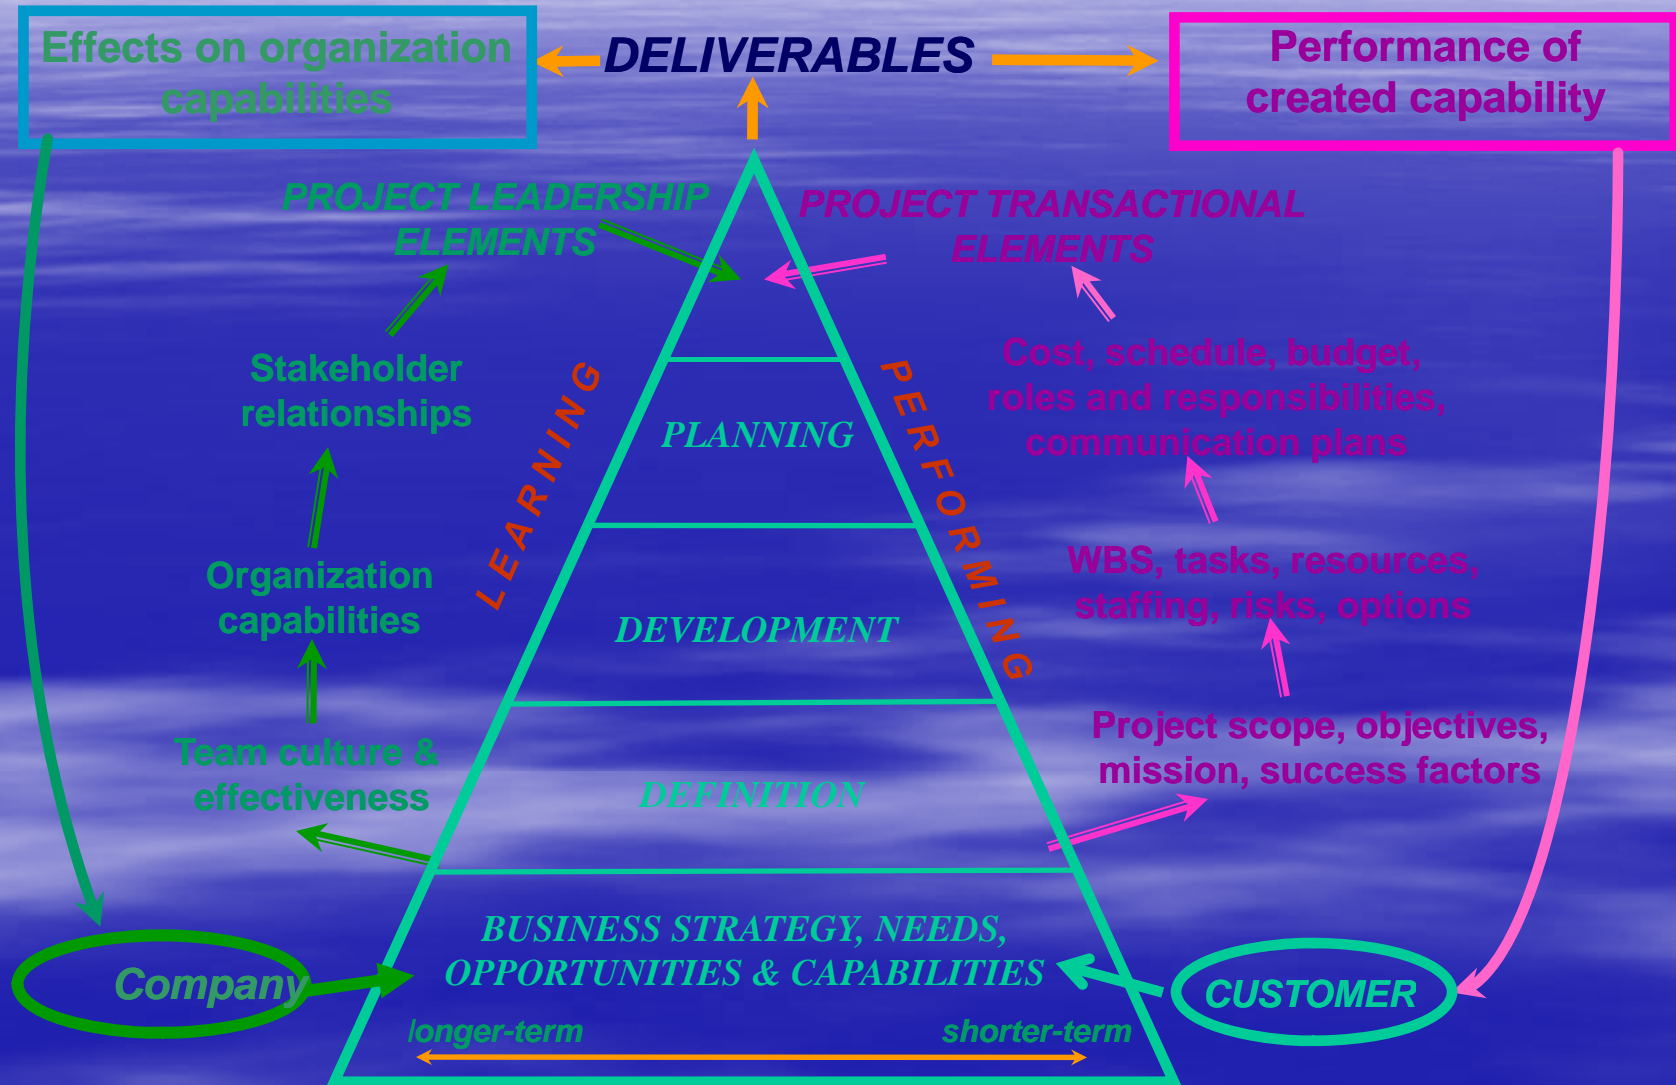 Effects on organization
capabilities
DELIVERABLES
Performance of
created capability
PROJECT LEADERSHIP
ELEMENTS
PROJECT TRANSACTIONAL
ELEMENTS
Stakeholder
relationships
Cost, schedule, budget,
roles and responsibilities,
communication plans
LEARNING
PERFORMING
PLANNING
Organization
capabilities
WBS, tasks, resources,
staffing, risks, options
DEVELOPMENT
Team culture &
effectiveness
Project scope, objectives,
mission, success factors
DEFINITION
BUSINESS STRATEGY, NEEDS,
OPPORTUNITIES & CAPABILITIES
Company
CUSTOMER
longer-term
shorter-term